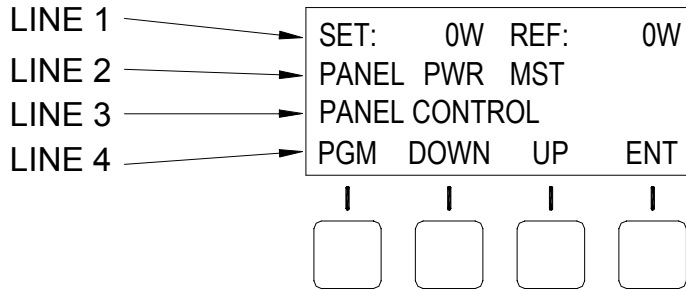 LINE 1
SET: 0W REF: 0W
LINE 2
PANEL PWR MST
LINE 3
PANEL CONTROL
LINE 4
PGM DOWN UP ENT